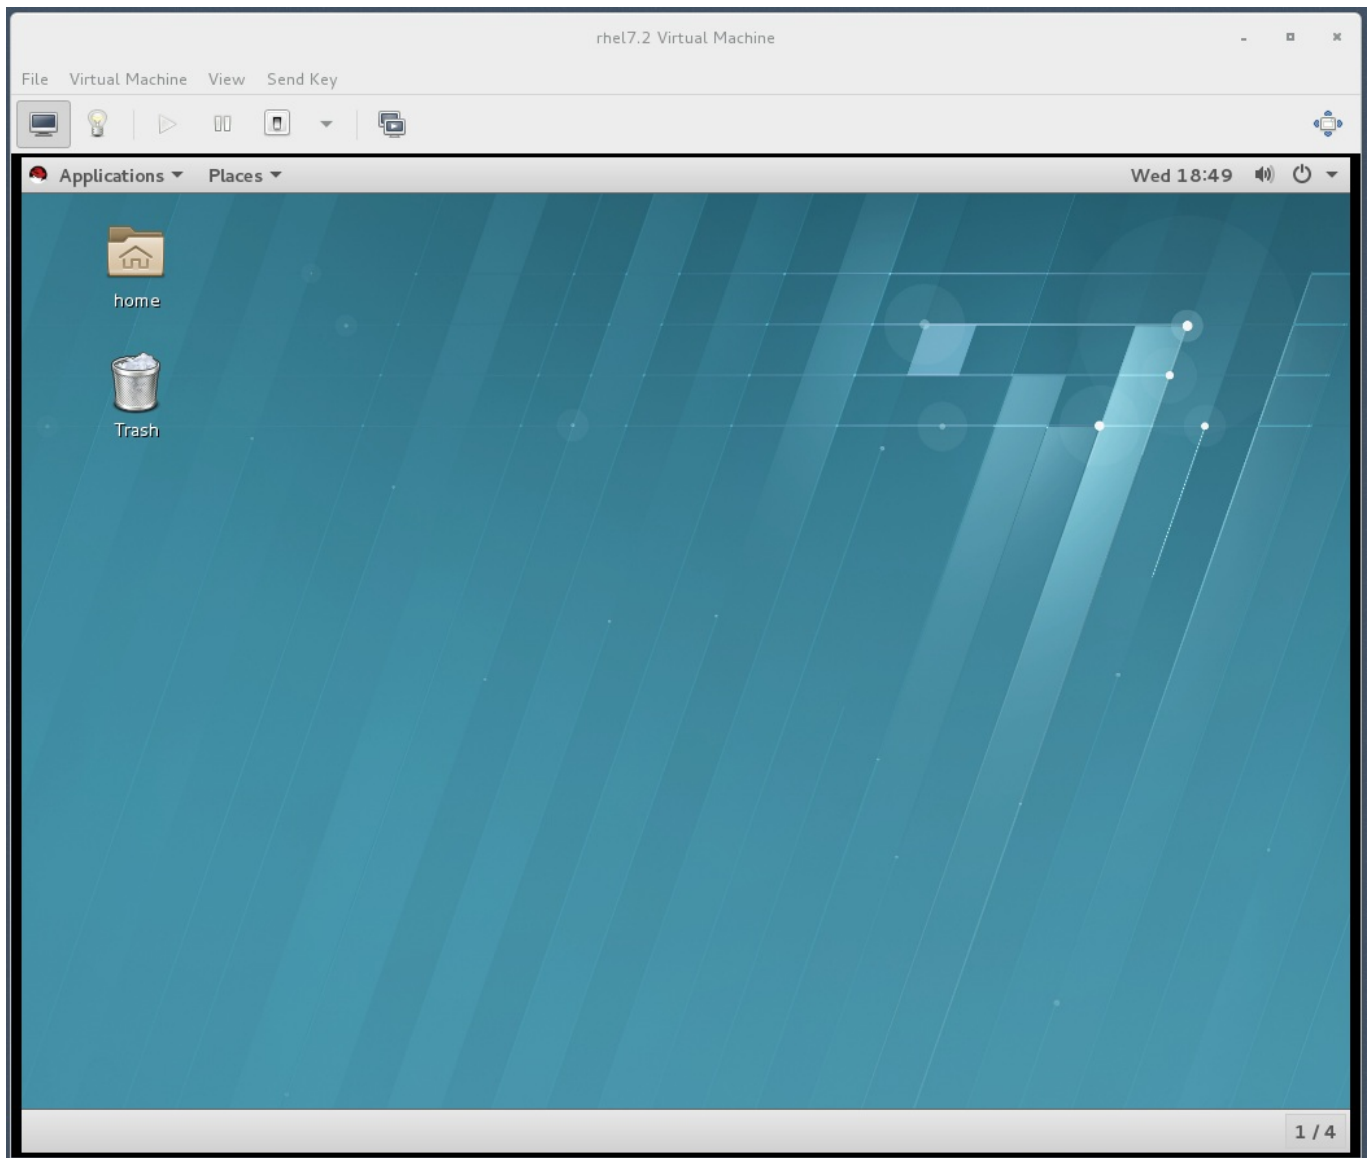 rhel7.2 Virtual Machine
File Virtual Machine View Send Key
Applications Places Wed 18:49
home
Trash
1 / 4